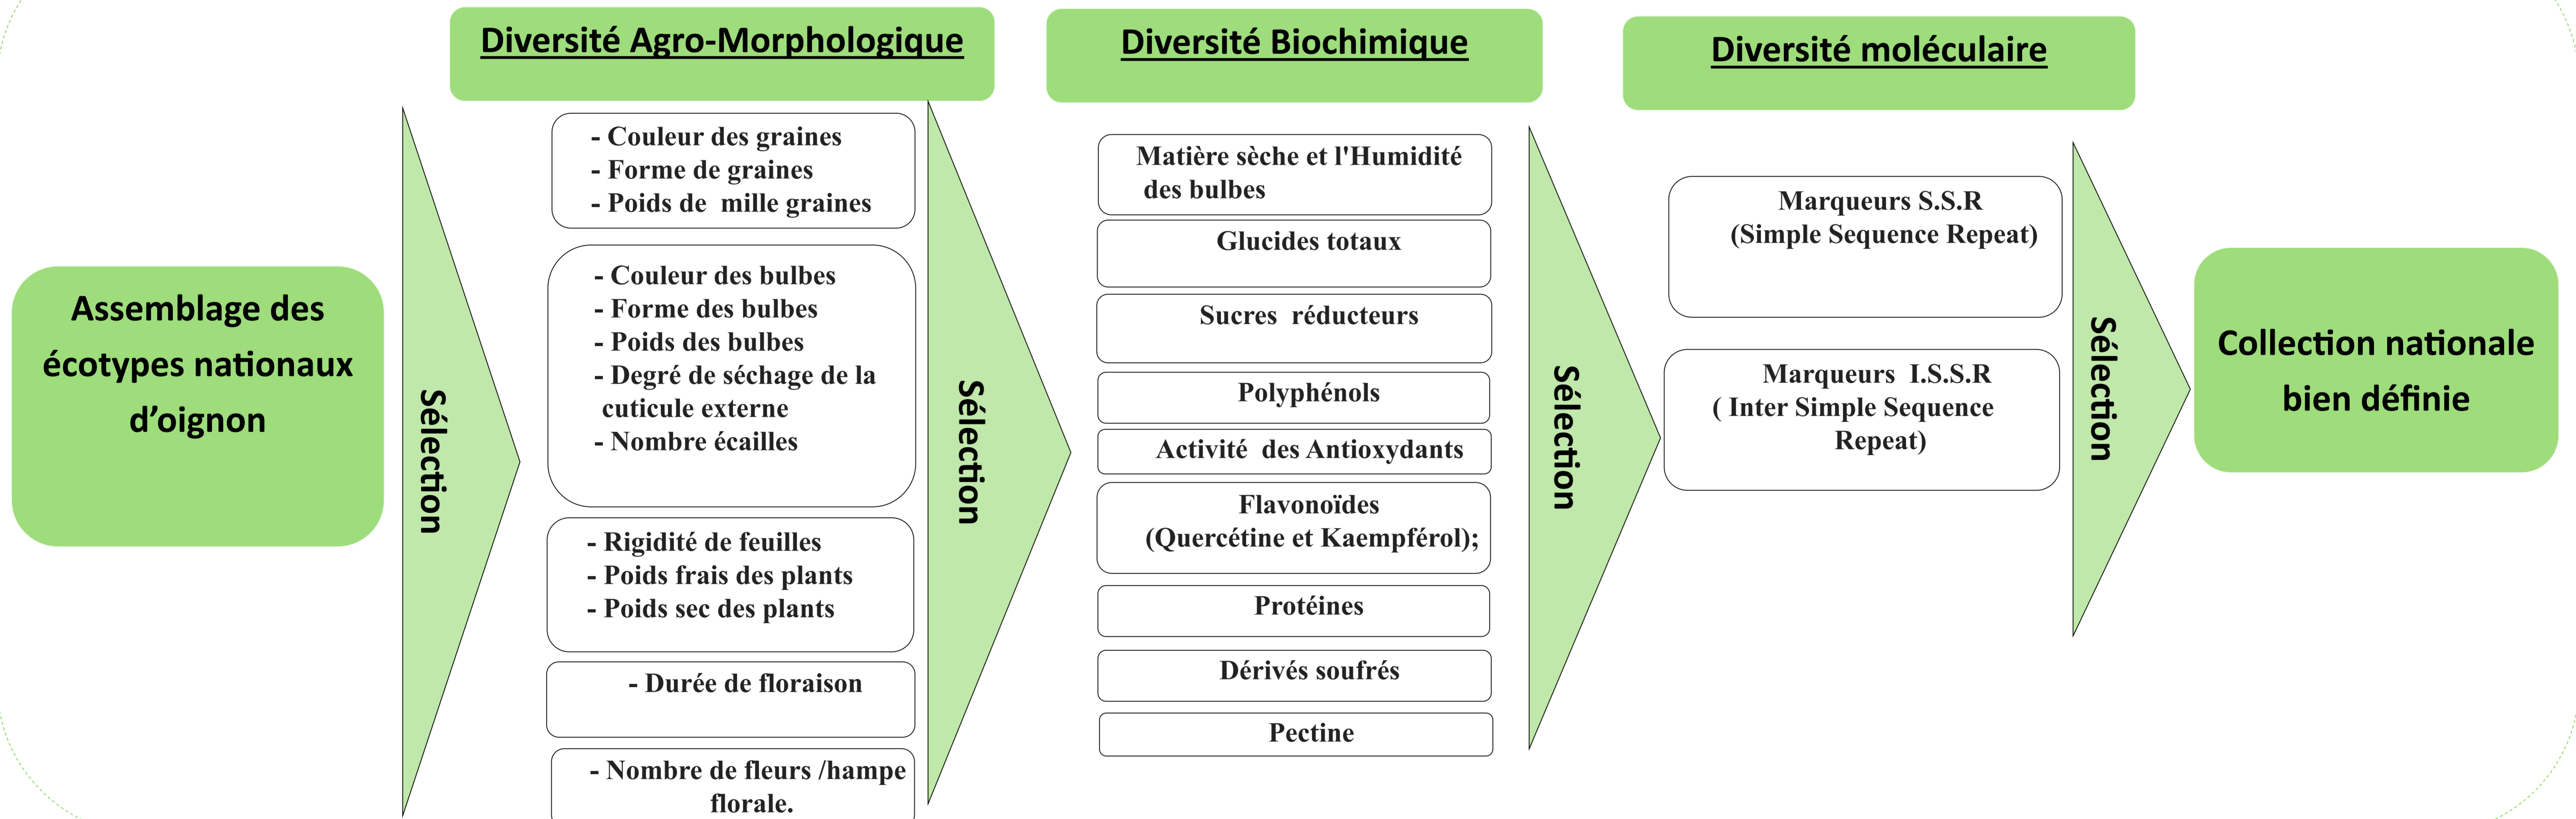 Assemblage des
écotypes nationaux
d’oignon
Sélection
Diversité Agro-Morphologique
- Couleur des graines
- Forme de graines
- Poids de mille graines
- Couleur des bulbes
- Forme des bulbes
- Poids des bulbes
- Degré de séchage de la
cuticule externe
- Nombre écailles
- Rigidité de feuilles
- Poids frais des plants
- Poids sec des plants
- Durée de floraison
- Nombre de fleurs /hampe
florale.
Sélection
Diversité Biochimique
Matière sèche et l'Humidité
des bulbes
Glucides totaux
Sucres réducteurs
Polyphénols
Activité des Antioxydants
Flavonoïdes
(Quercétine et Kaempférol);
Protéines
Dérivés soufrés
Pectine
Sélection
Diversité moléculaire
Marqueurs S.S.R
(Simple Sequence Repeat)
Marqueurs I.S.S.R
( Inter Simple Sequence
Repeat)
Sélection
Collection nationale
bien définie